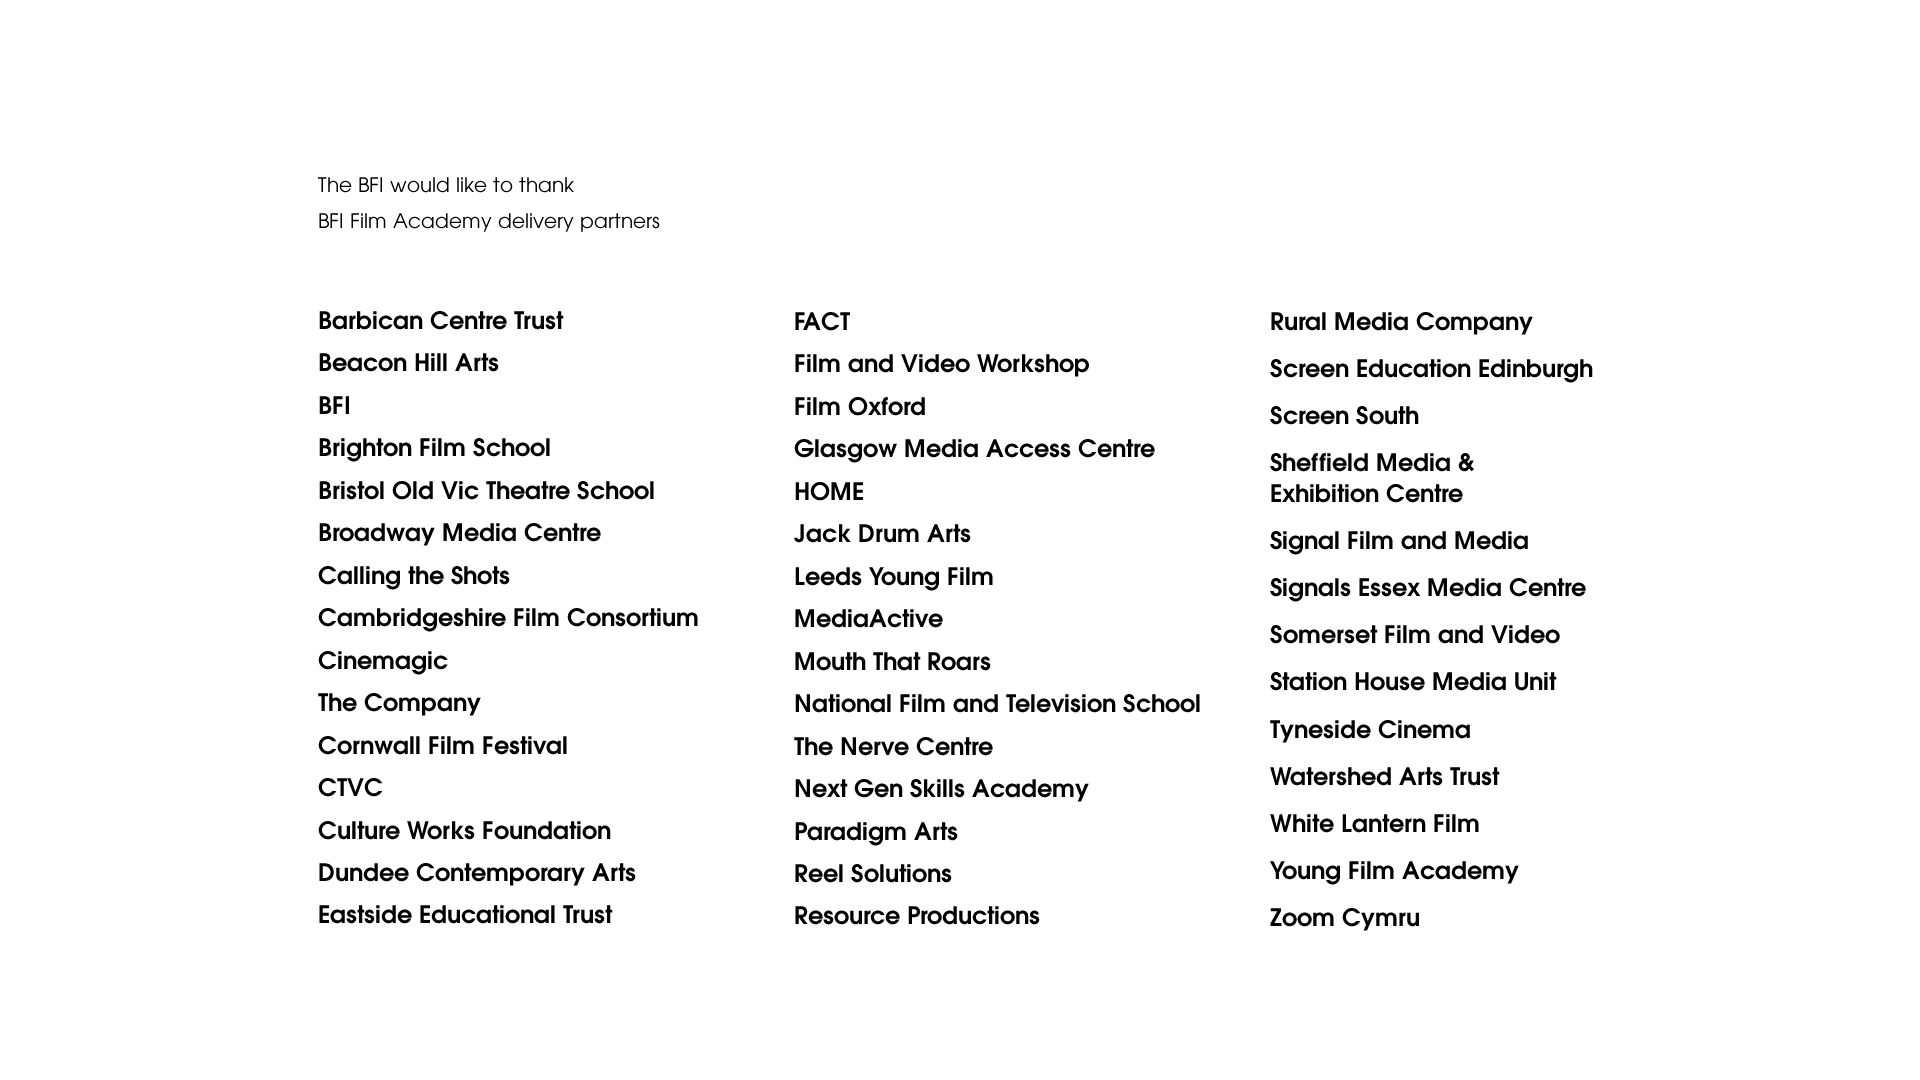 The BFI would like to thank
BFI Film Academy delivery partners
Barbican Centre Trust
Beacon Hill Arts
BFI
Brighton Film School
Bristol Old Vic Theatre School
Broadway Media Centre
Calling the Shots
Cambridgeshire Film Consortium
Cinemagic
The Company
Cornwall Film Festival
CTVC
Culture Works Foundation
Dundee Contemporary Arts
Eastside Educational Trust
FACT
Film and Video Workshop
Film Oxford
Glasgow Media Access Centre
HOME
Jack Drum Arts
Leeds Young Film
MediaActive
Mouth That Roars
National Film and Television School
The Nerve Centre
Next Gen Skills Academy
Paradigm Arts
Reel Solutions
Resource Productions
Rural Media Company
Screen Education Edinburgh
Screen South
Sheffield Media &
Exhibition Centre
Signal Film and Media
Signals Essex Media Centre
Somerset Film and Video
Station House Media Unit
Tyneside Cinema
Watershed Arts Trust
White Lantern Film
Young Film Academy
Zoom Cymru